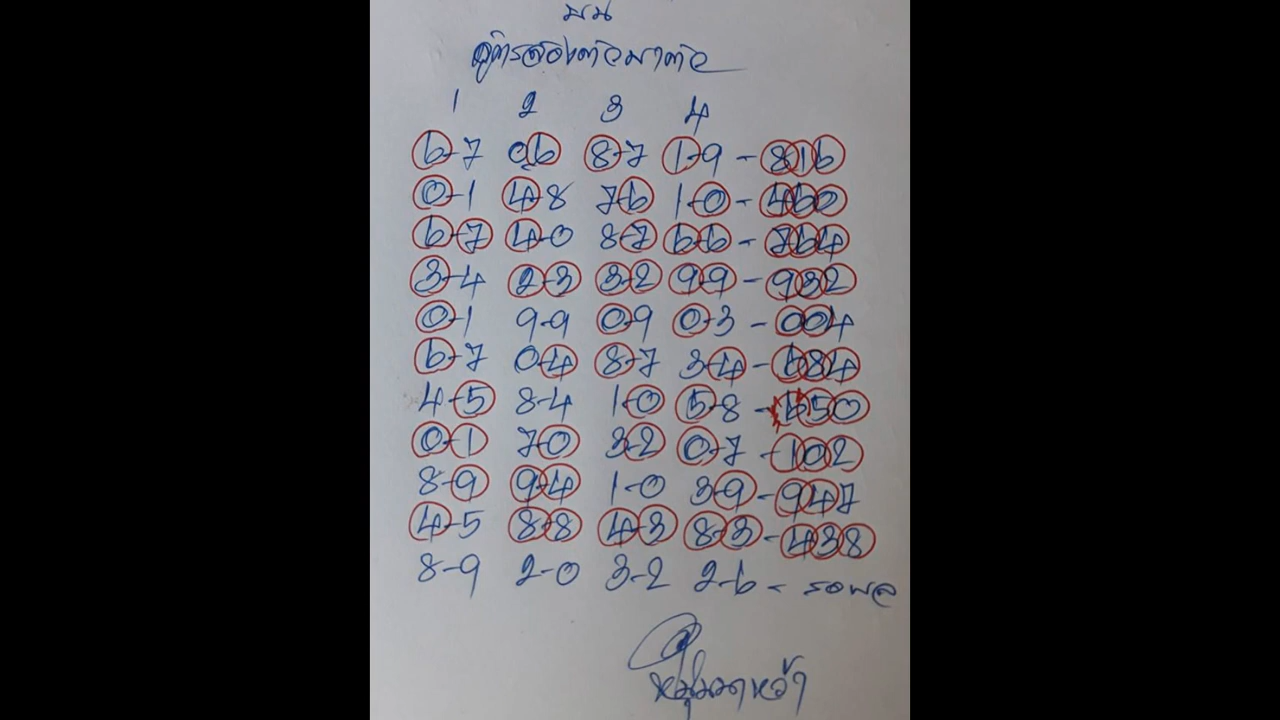 บน
สูตรสองตัวมาตัว
1 2 3 4
6-7 06 8-7 1-9 - 816
0-1 4-8 7-6 1-0 - 460
6-7 4-0 8-7 6-6 - 764
3-4 2-3 3-2 9-9 - 932
0-1 9-9 0-9 0-3 - 004
6-7 0-4 8-7 3-4 - 684
4-5 8-4 1-0 5-8 - 650
0-1 7-0 3-2 0-7 - 102
8-9 9-4 1-0 3-9 - 947
4-5 8-8 4-3 8-3 - 438
8-9 2-0 3-2 2-6 - รอผล